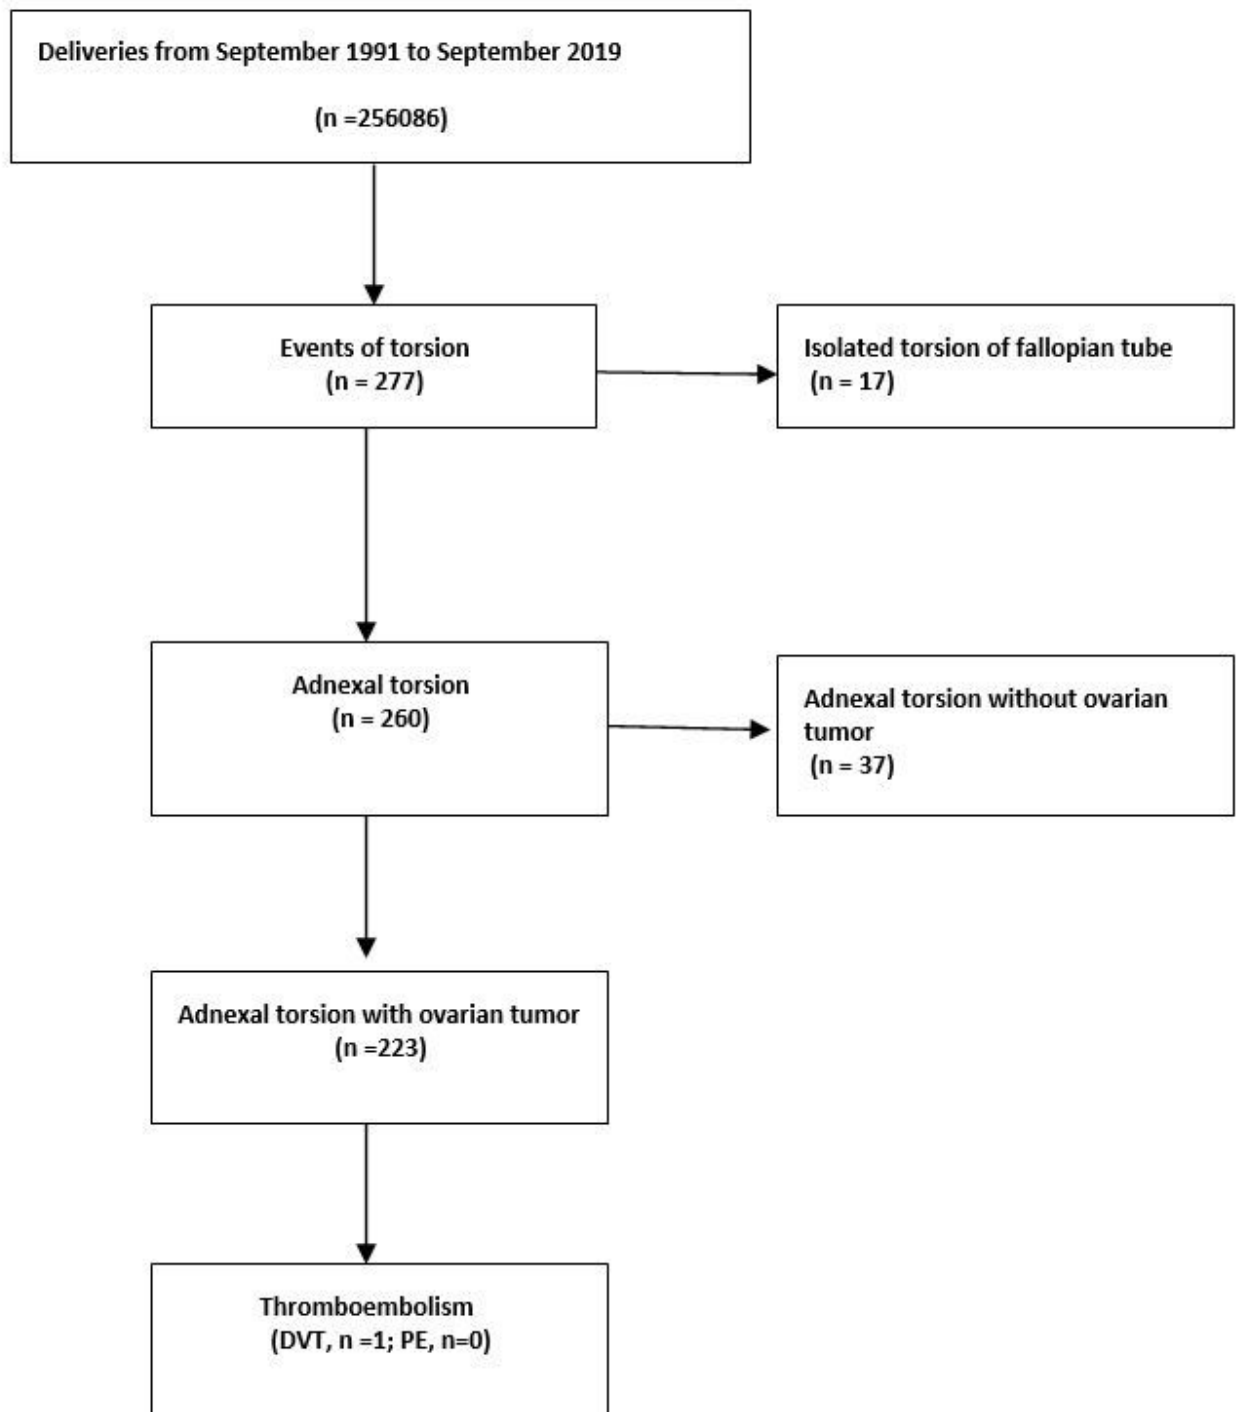 Deliveries from September 1991 to September 2019
(n =256086)
Events of torsion
(n = 277)
Isolated torsion of fallopian tube
(n = 17)
Adnexal torsion
(n = 260)
Adnexal torsion without ovarian
tumor
(n = 37)
Adnexal torsion with ovarian tumor
(n =223)
Thromboembolism
(DVT, n =1; PE, n=0)